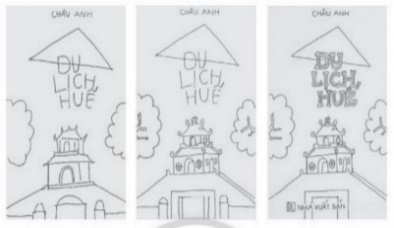 CHÂU ANH
DU
LỊCH,
HUẾ
CHÂU ANH
DU
LỊCH,
HUẾ
CHÂU ANH
DU
LỊCH,
HUẾ
NHÀ XUẤT BẢN